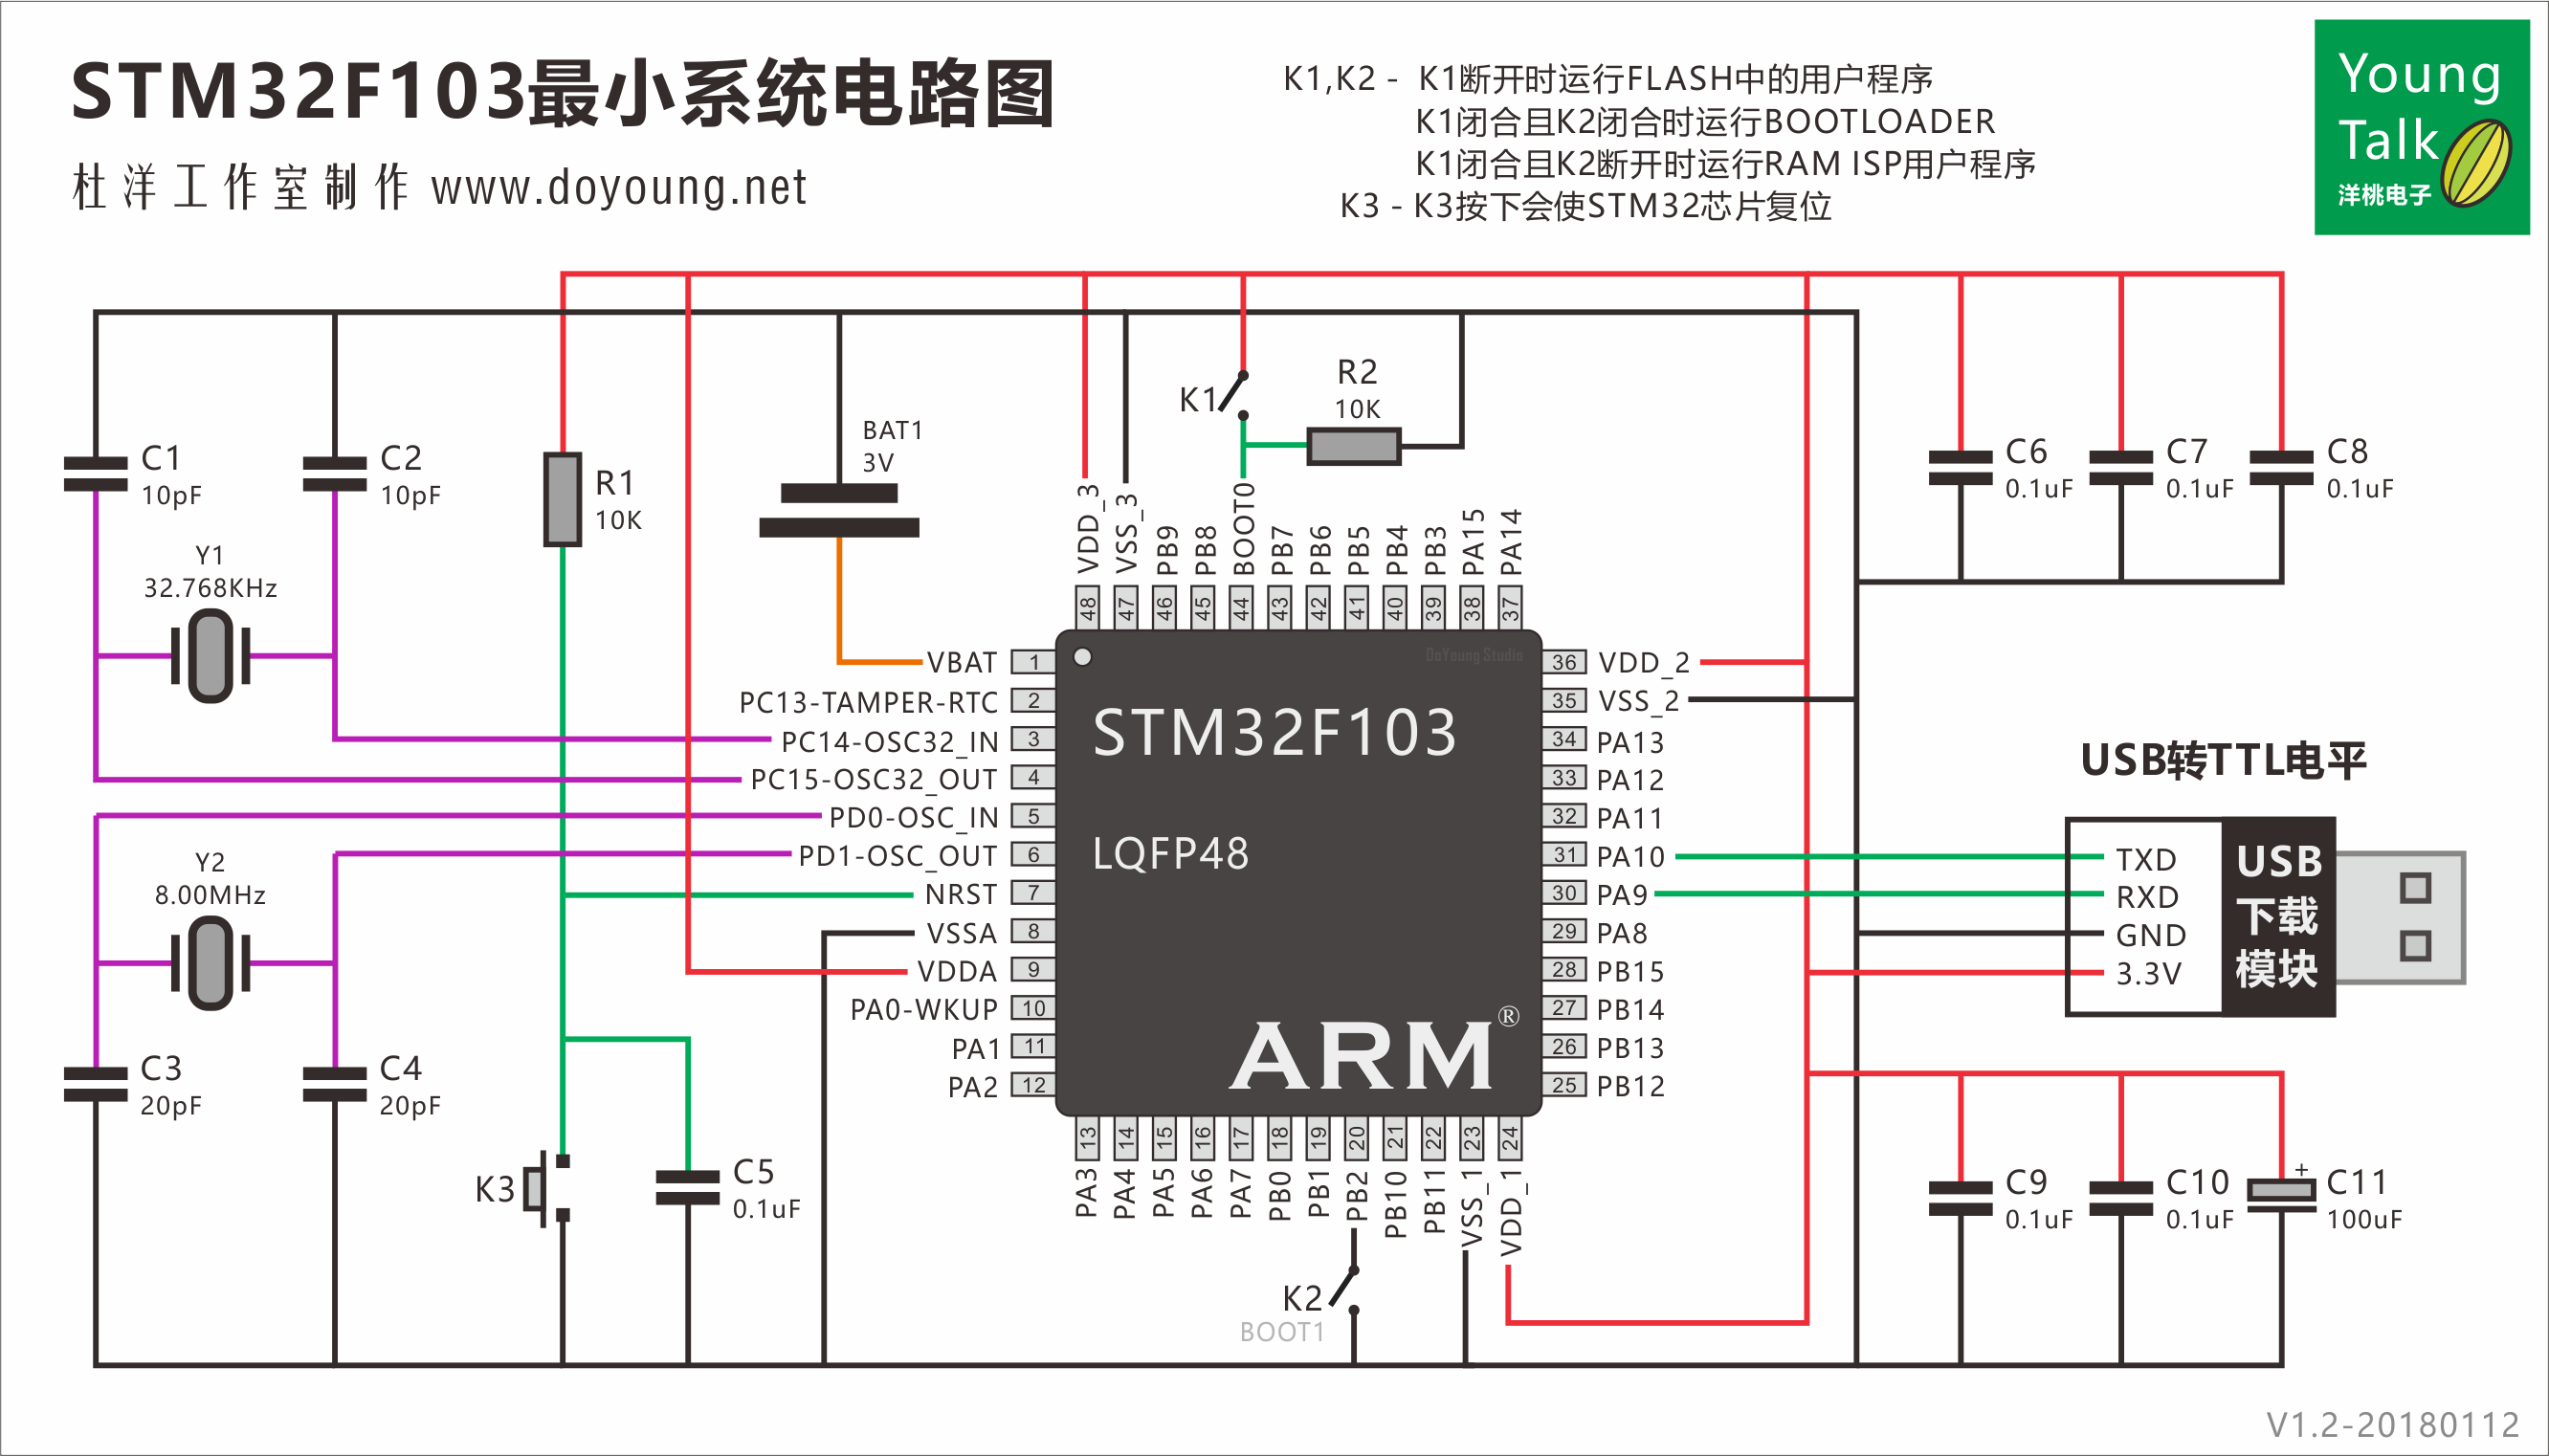 STM32F103最小系统电路图
杜洋工作室制作 www.doyoung.net
K1,K2 - K1断开时运行FLASH中的用户程序
K1闭合且K2闭合时运行BOOTLOADER
K1闭合且K2断开时运行RAM ISP用户程序
K3 - K3按下会使STM32芯片复位
Young
Talk
洋桃电子
C1
10pF
C2
10pF
Y1
32.768KHz
R1
10K
BAT1
3V
K1
R2
10K
C6
0.1uF
C7
0.1uF
C8
0.1uF
VDD_3
VSS_3
PB9
PB8
BOOT0
PB7
PB6
PB5
PB4
PB3
PA15
PA14
48
47
46
45
44
43
42
41
40
39
38
37
VBAT 1
PC13-TAMPER-RTC 2
PC14-OSC32_IN 3
PC15-OSC32_OUT 4
PD0-OSC_IN 5
PD1-OSC_OUT 6
NRST 7
VSSA 8
VDDA 9
PA0-WKUP 10
PA1 11
PA2 12
DoYoung Studio
STM32F103
LQFP48
ARM®
36 VDD_2
35 VSS_2
34 PA13
33 PA12
32 PA11
31 PA10
30 PA9
29 PA8
28 PB15
27 PB14
26 PB13
25 PB12
13
14
15
16
17
18
19
20
21
22
23
24
PA3
PA4
PA5
PA6
PA7
PB0
PB1
PB2
PB10
PB11
VSS_1
VDD_1
Y2
8.00MHz
C3
20pF
C4
20pF
K3
C5
0.1uF
K2
BOOT1
USB转TTL电平
TXD
RXD
GND
3.3V
USB
下载
模块
C9
0.1uF
C10
0.1uF
+
C11
100uF
V1.2-20180112